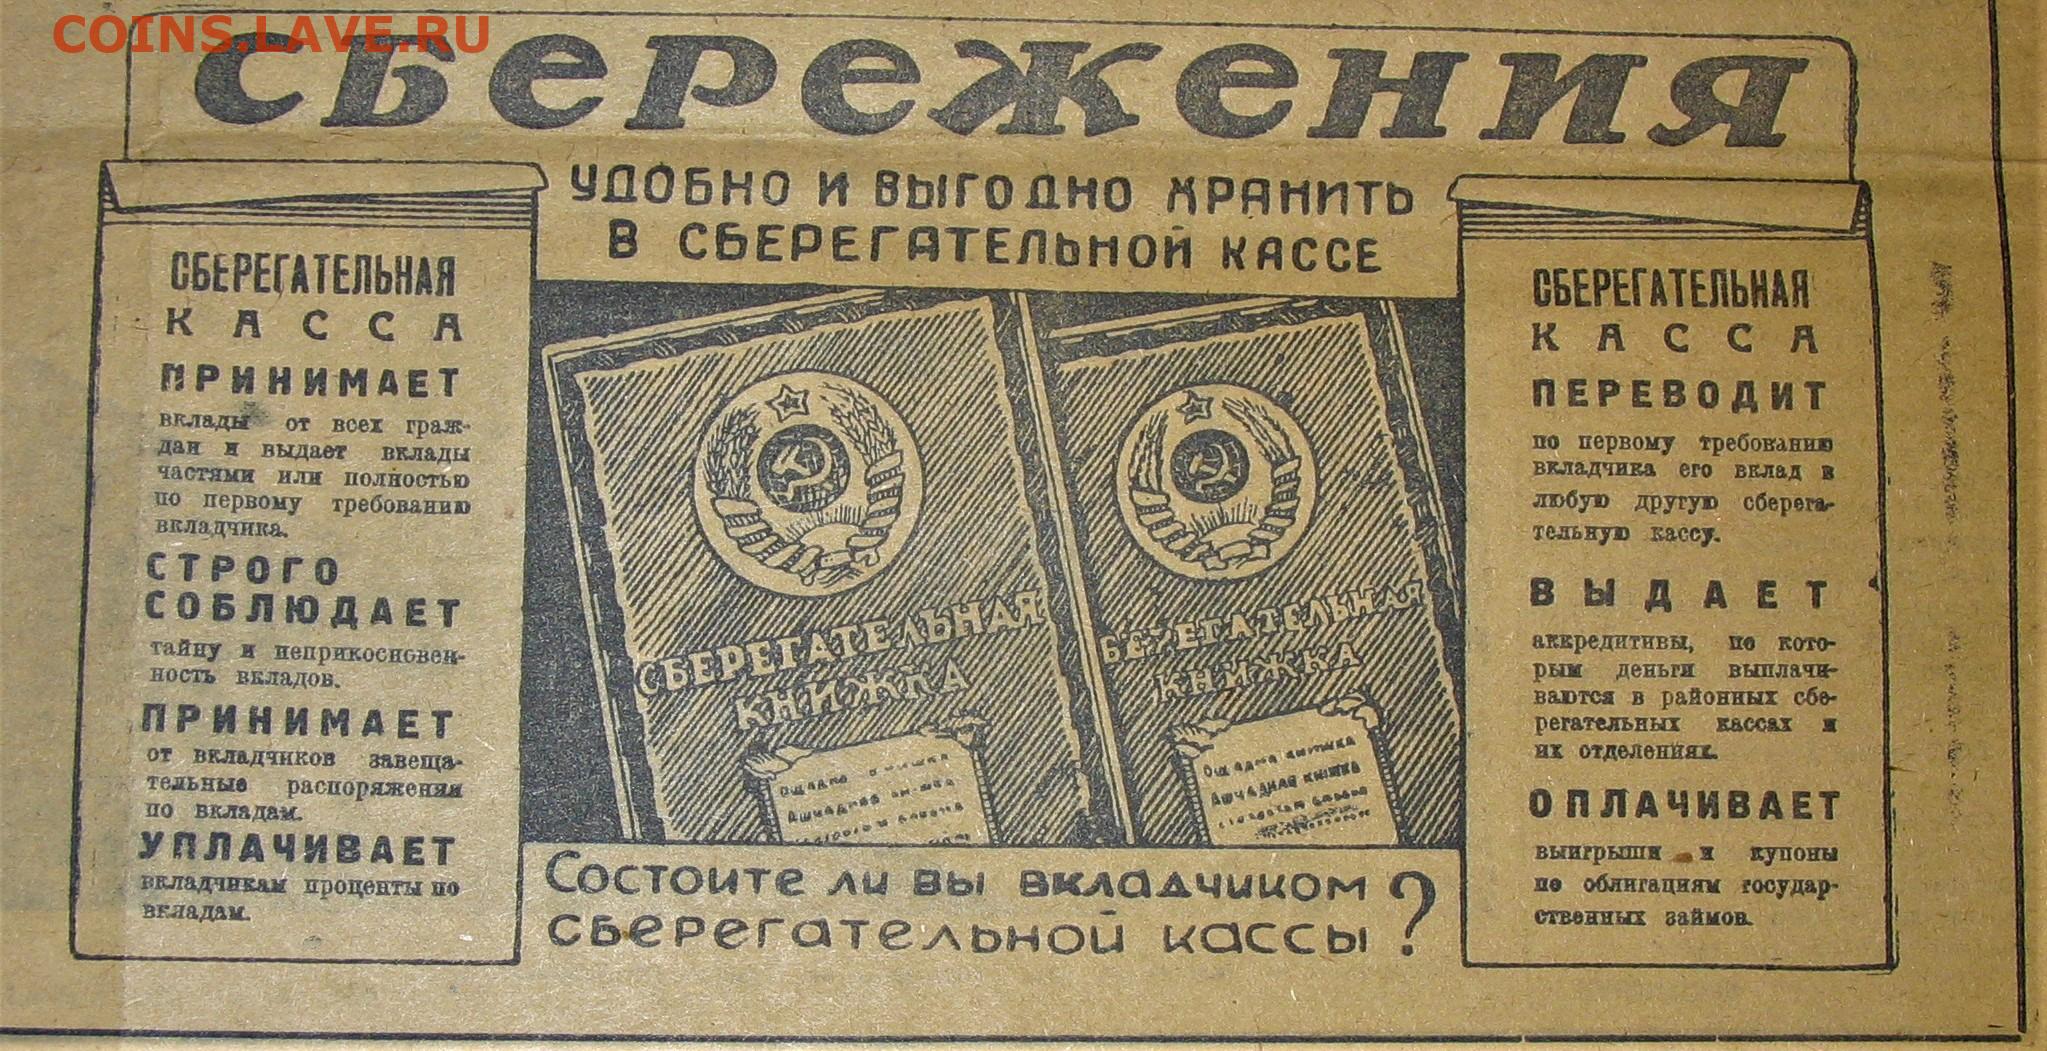 COINS.LAVE.RU
Сбережения
УДОБНО И ВЫГОДНО ХРАНИТЬ
В СБЕРЕГАТЕЛЬНОЙ КАССЕ
СБЕРЕГАТЕЛЬНАЯ
КАССА
ПРИНИМАЕТ
вклады от всех граж-
дан и выдает вклады
частями или полностью
по первому требованию
вкладчика.
СТРОГО
СОБЛЮДАЕТ
тайну и неприкосновен-
ность вкладов.
ПРИНИМАЕТ
от вкладчиков завеща-
тельные распоряжения
по вкладам.
УПЛАЧИВАЕТ
вкладчикам проценты по
вкладам.
СБЕРЕГАТЕЛЬНАЯ
КНИЖКА
БЕРЕГАТЕЛЬНАЯ
КНИЖКА
Ощадна книжка
Ашчадная книжка
Состоите ли вы вкладчиком
сберегательной кассы?
СБЕРЕГАТЕЛЬНАЯ
КАССА
ПЕРЕВОДИТ
по первому требованию
вкладчика его вклад в
любую другую сберега-
тельную кассу.
ВЫДАЕТ
аккредитивы, по кото-
рым деньги выплачи-
ваются в районных сбе-
регательных кассах и
их отделениях.
ОПЛАЧИВАЕТ
выигрыши и купоны
по облигациям государ-
ственных займов.